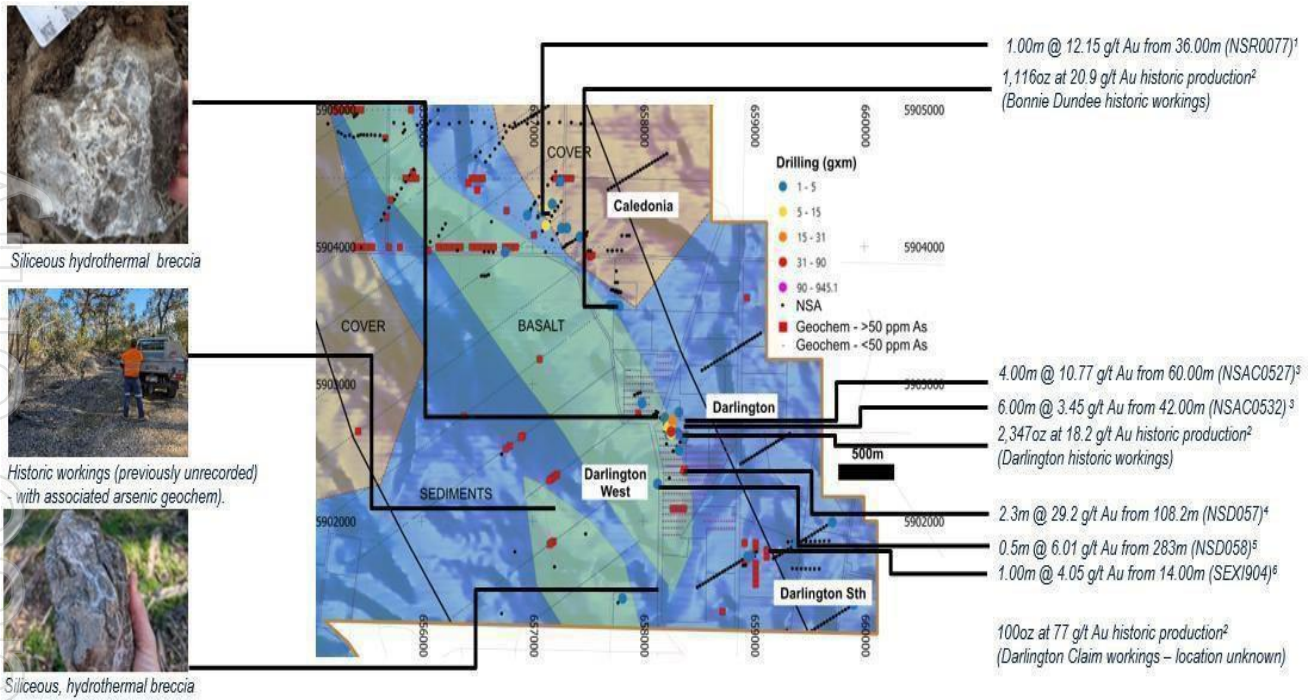 Siliceous hydrothermal breccia
Historic workings (previously unrecorded)
- with associated arsenic geochem).
Siliceous, hydrothermal breccia
5905000
656000
657000
658000
659000
660000
5905000
5904000
5904000
5903000
5902000
5902000
656000
657000
658000
659000
660000
COVER
Caledonia
COVER
BASALT
Darlington
Darlington
West
SEDIMENTS
Darlington Sth
500m
Drilling (gxm)
1 - 5
5 - 15
15 - 31
31 - 90
90 - 945.1
NSA
Geochem - >50 ppm As
Geochem - <50 ppm As
1.00m @ 12.15 g/t Au from 36.00m (NSR0077)¹
1,116oz at 20.9 g/t Au historic production²
(Bonnie Dundee historic workings)
4.00m @ 10.77 g/t Au from 60.00m (NSAC0527)³
6.00m @ 3.45 g/t Au from 42.00m (NSAC0532) ³
2,347oz at 18.2 g/t Au historic production²
(Darlington historic workings)
2.3m @ 29.2 g/t Au from 108.2m (NSD057)⁴
0.5m @ 6.01 g/t Au from 283m (NSD058)⁵
1.00m @ 4.05 g/t Au from 14.00m (SEXI904)⁶
100oz at 77 g/t Au historic production²
(Darlington Claim workings – location unknown)